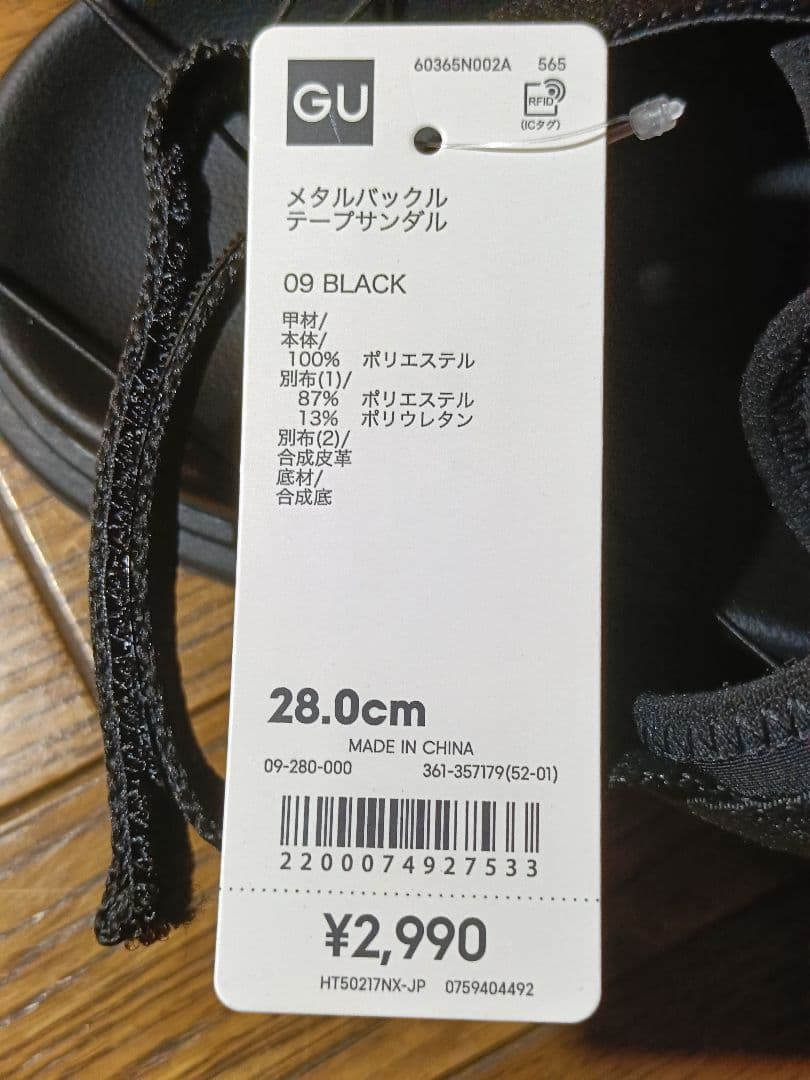 GU
60365N002A 565
RFID
(ICタグ)
メタルバックル
テープサンダル
09 BLACK
甲材/
本体/
100% ポリエステル
別布(1)/
87% ポリエステル
13% ポリウレタン
別布(2)/
合成皮革
底材/
合成底
28.0cm
MADE IN CHINA
09-280-000 361-357179(52-01)
2200074927533
¥2,990
HT50217NX-JP 0759404492